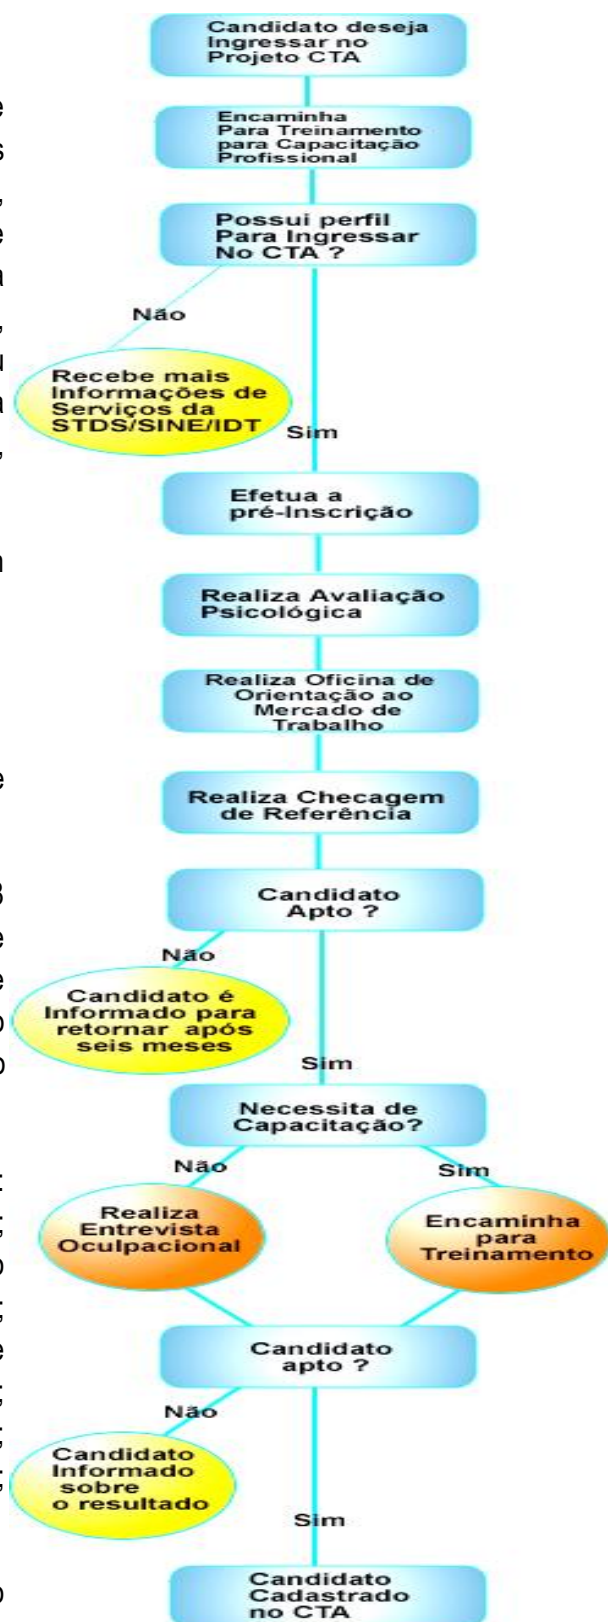 Candidato deseja
Ingressar no
Projeto CTA
Encaminha
Para Treinamento
para Capacitação
Profissional
Possui perfil
Para Ingressar
No CTA ?
Não
Recebe mais
Informações de
Serviços da
STDS/SINE/IDT
Sim
Efetua a
pré-Inscrição
Realiza Avaliação
Psicológica
Realiza Oficina de
Orientação ao
Mercado de
Trabalho
Realiza Checagem
de Referência
Candidato
Apto ?
Não
Candidato é
Informado para
retornar após
seis meses
Sim
Necessita de
Capacitação?
Não
Sim
Realiza
Entrevista
Oculpacional
Encaminha
para
Treinamento
Candidato
apto ?
Não
Candidato
Informado
sobre
o resultado
Sim
Candidato
Cadastrado
no CTA